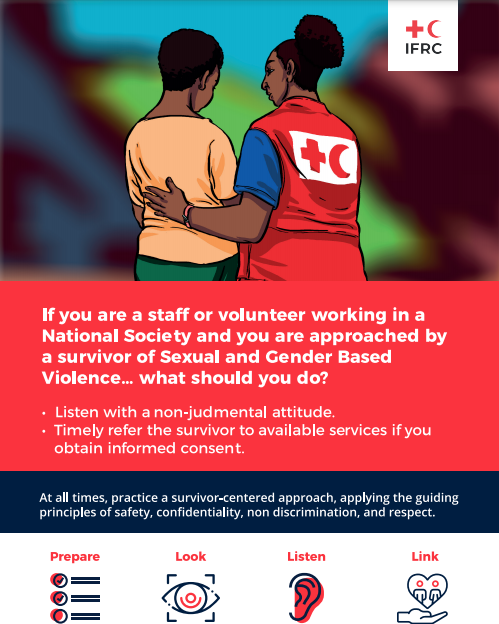 IFRC
If you are a staff or volunteer working in a
National Society and you are approached by
a survivor of Sexual and Gender Based
Violence... what should you do?
• Listen with a non-judmental attitude.
• Timely refer the survivor to available services if you
obtain informed consent.
At all times, practice a survivor-centered approach, applying the guiding
principles of safety, confidentiality, non discrimination, and respect.
Prepare
Look
Listen
Link